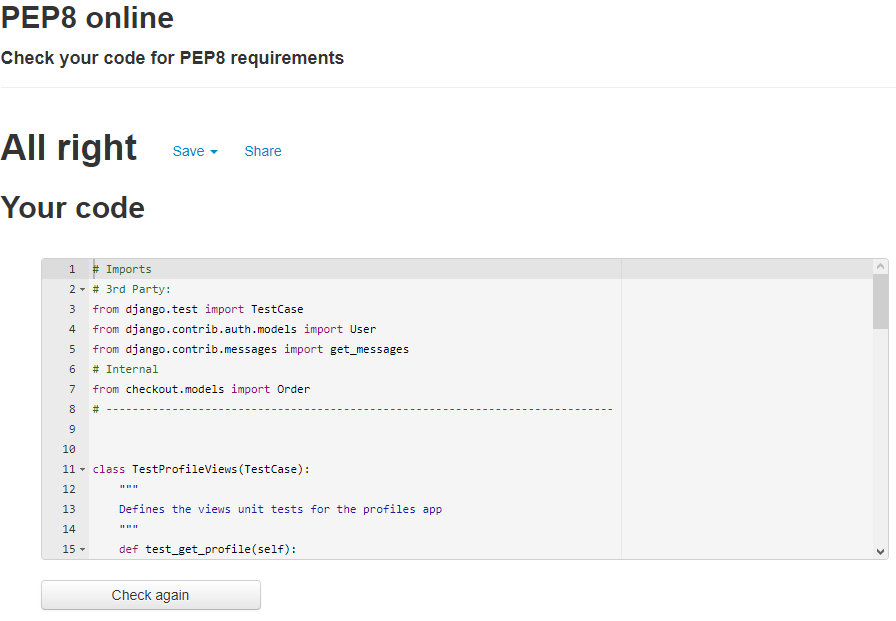 PEP8 online
Check your code for PEP8 requirements
All right Save Share
Your code
1 # Imports
2 # 3rd Party:
3 from django.test import TestCase
4 from django.contrib.auth.models import User
5 from django.contrib.messages import get_messages
6 # Internal
7 from checkout.models import Order
8 # -----------------------------------------------------------------------------
9
10
11 class TestProfileViews(TestCase):
12 """
13 Defines the views unit tests for the profiles app
14 """
15 def test_get_profile(self):
Check again